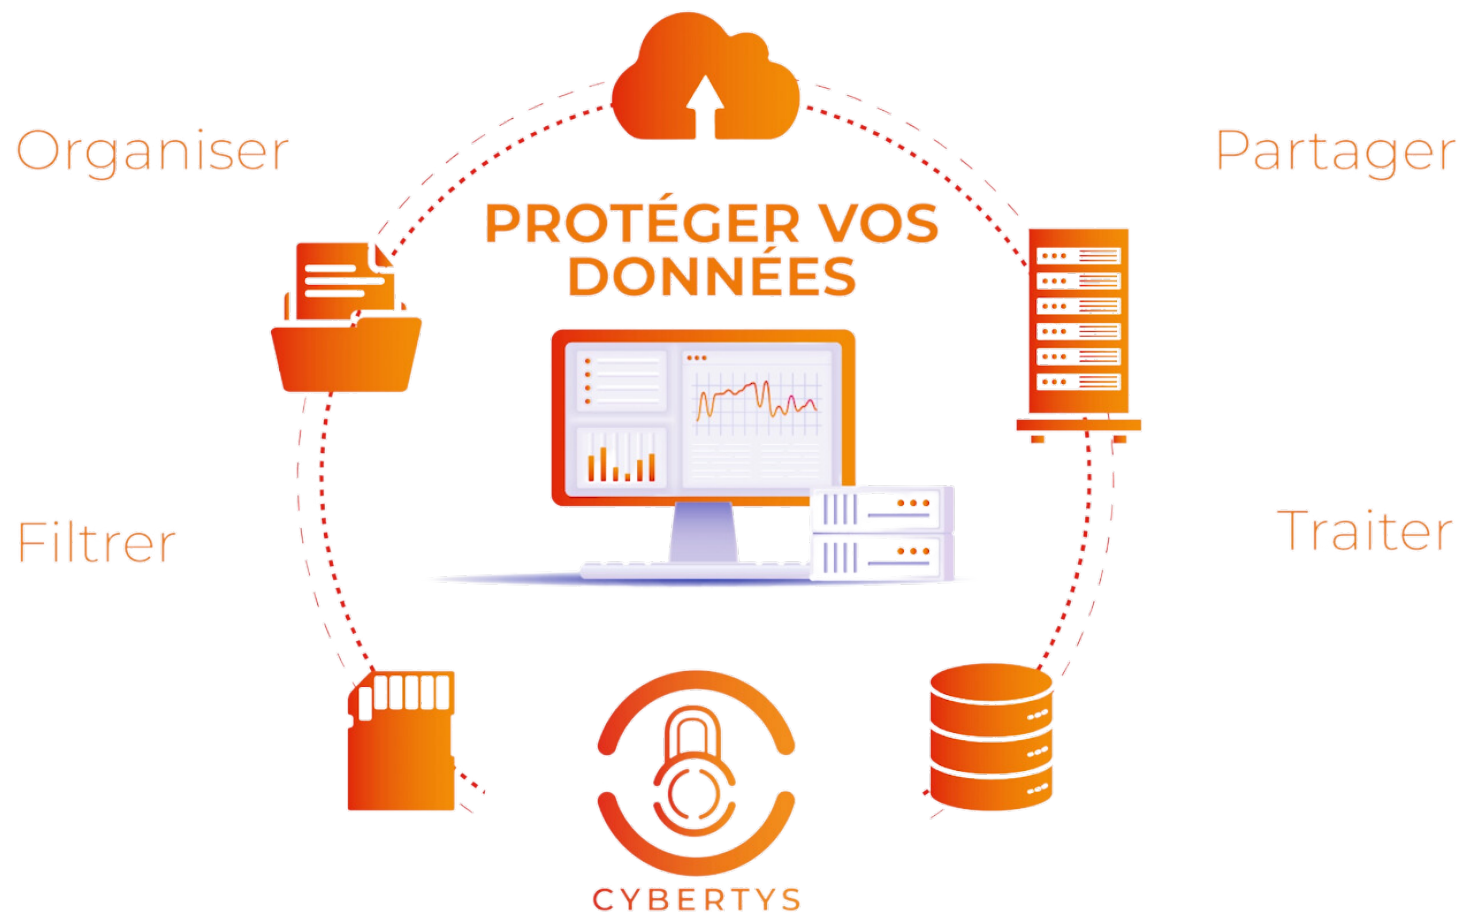 Organiser
Partager
PROTÉGER VOS
DONNÉES
Filtrer
Traiter
CYBERTYS